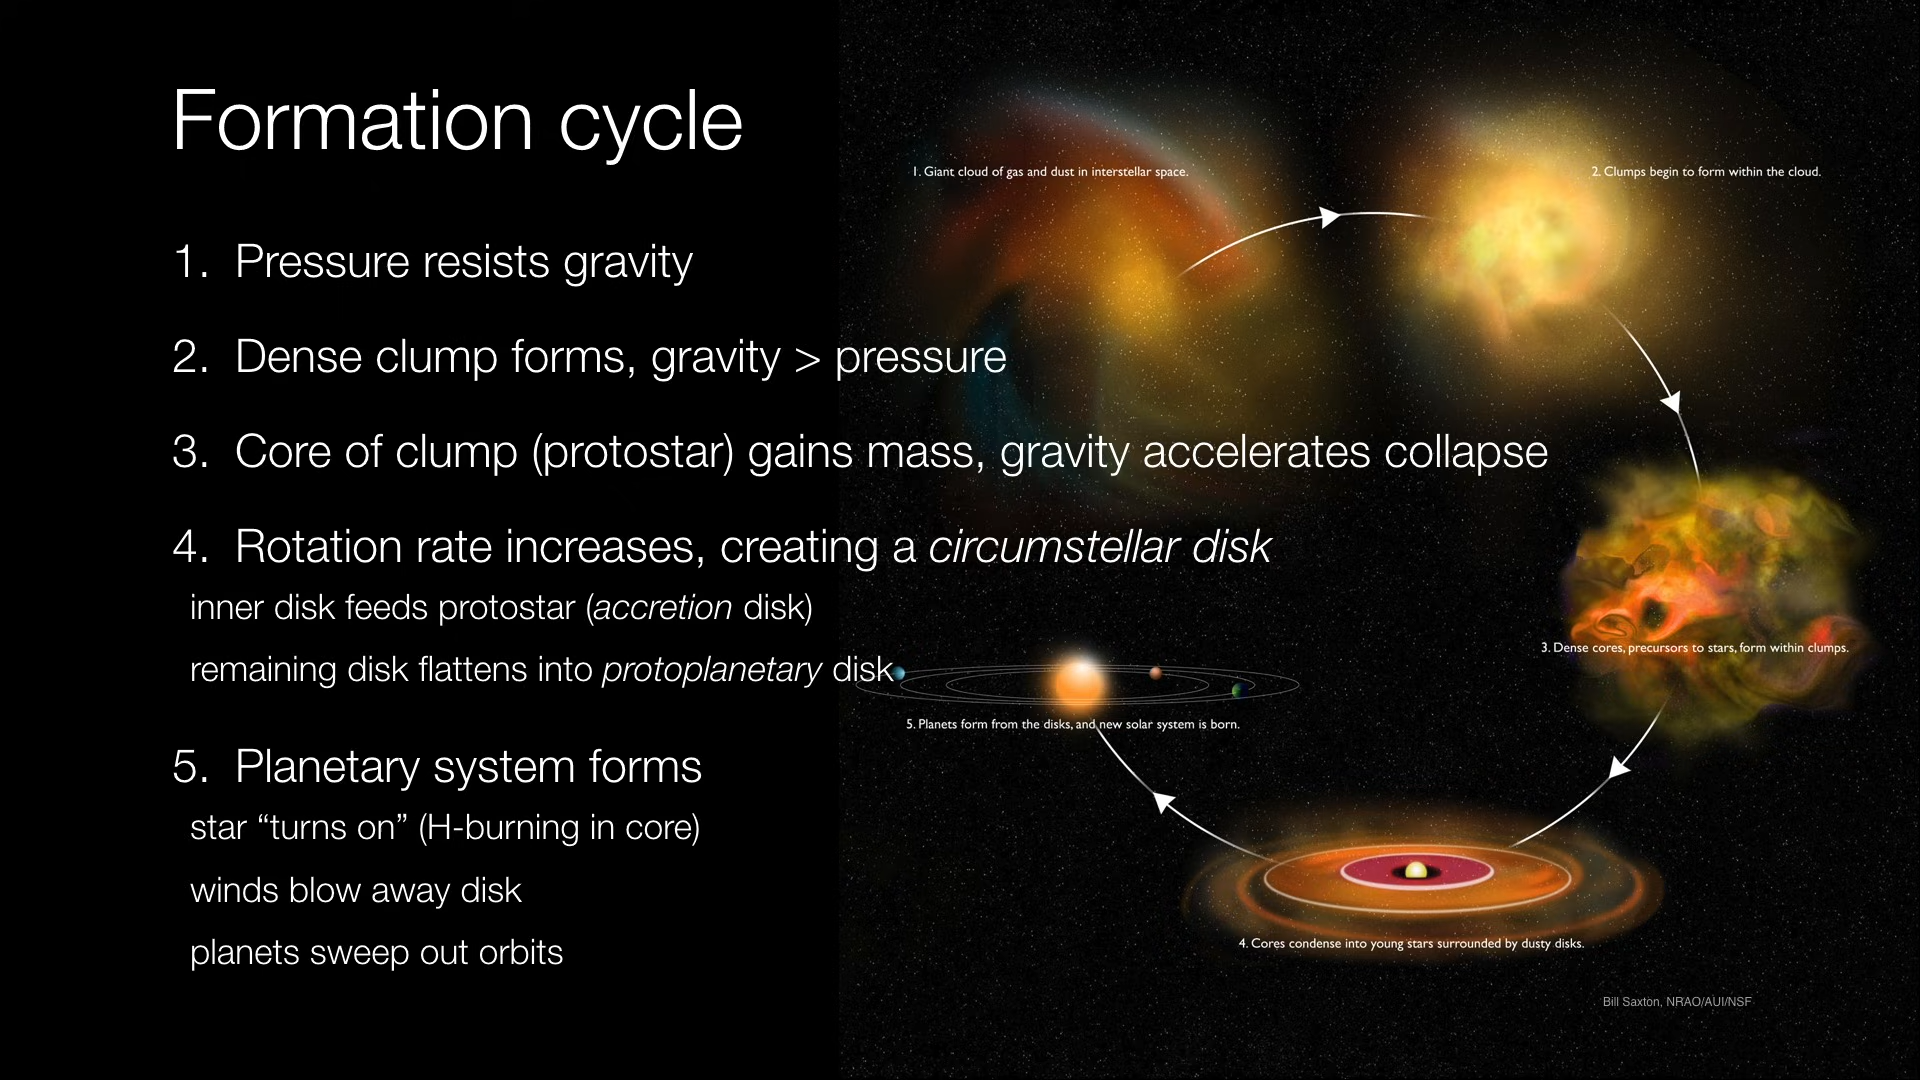 Formation cycle
1. Pressure resists gravity
2. Dense clump forms, gravity > pressure
3. Core of clump (protostar) gains mass, gravity accelerates collapse
4. Rotation rate increases, creating a circumstellar disk
inner disk feeds protostar (accretion disk)
remaining disk flattens into protoplanetary disk
5. Planetary system forms
star “turns on” (H-burning in core)
winds blow away disk
planets sweep out orbits
1. Giant cloud of gas and dust in interstellar space.
2. Clumps begin to form within the cloud.
3. Dense cores, precursors to stars, form within clumps.
4. Cores condense into young stars surrounded by dusty disks.
5. Planets form from the disks, and new solar system is born.
Bill Saxton, NRAO/AUI/NSF